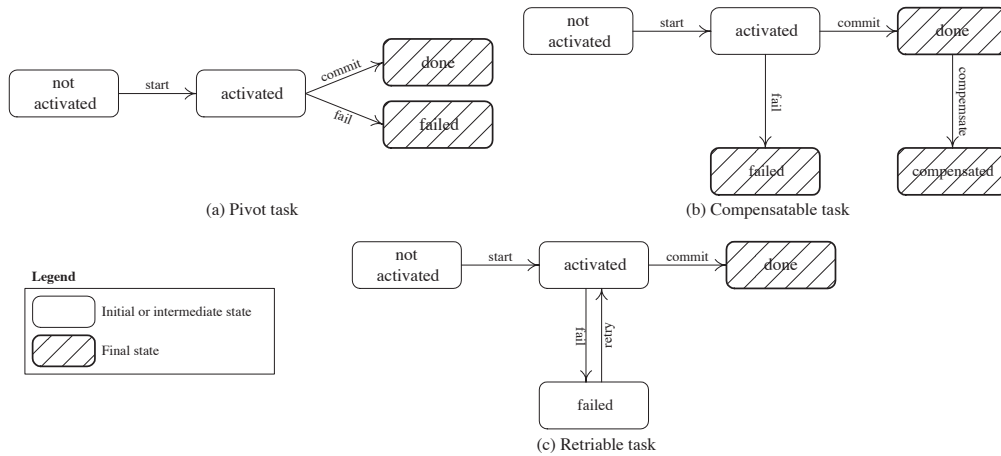 not
activated
start
activated
commit
done
fail
failed
(a) Pivot task
not
activated
start
activated
commit
done
fail
compemsate
failed
compensated
(b) Compensatable task
not
activated
start
activated
commit
done
fail
retry
failed
(c) Retriable task
Legend
Initial or intermediate state
Final state